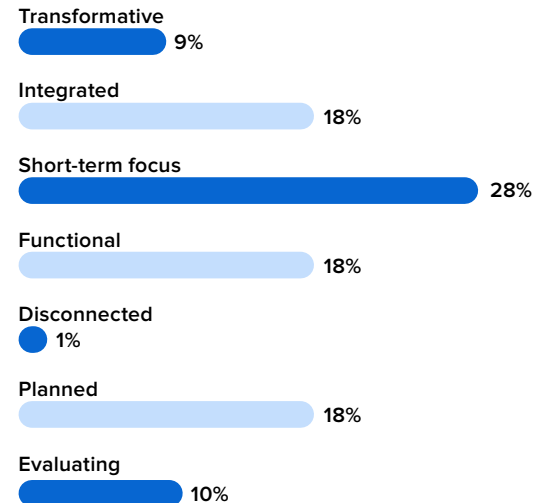 Transformative
9%
Integrated
18%
Short-term focus
28%
Functional
18%
Disconnected
1%
Planned
18%
Evaluating
10%